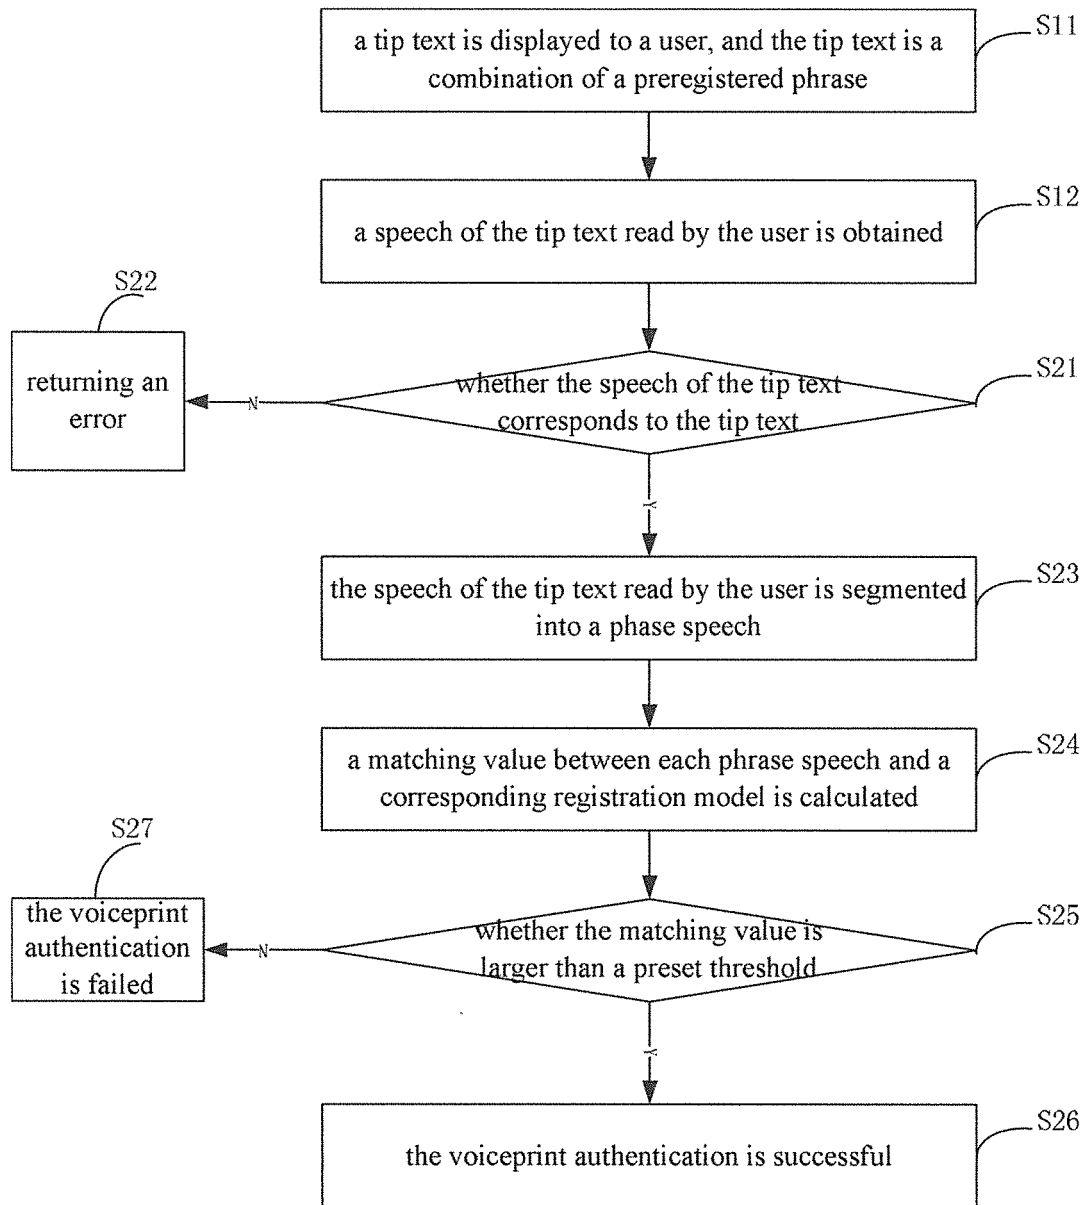 a tip text is displayed to a user, and the tip text is a
combination of a preregistered phrase
S11
a speech of the tip text read by the user is obtained
S12
S22
returning an
error
N
whether the speech of the tip text
corresponds to the tip text
S21
Y
the speech of the tip text read by the user is segmented
into a phase speech
S23
a matching value between each phrase speech and a
corresponding registration model is calculated
S24
S27
the voiceprint
authentication
is failed
N
whether the matching value is
larger than a preset threshold
S25
Y
the voiceprint authentication is successful
S26